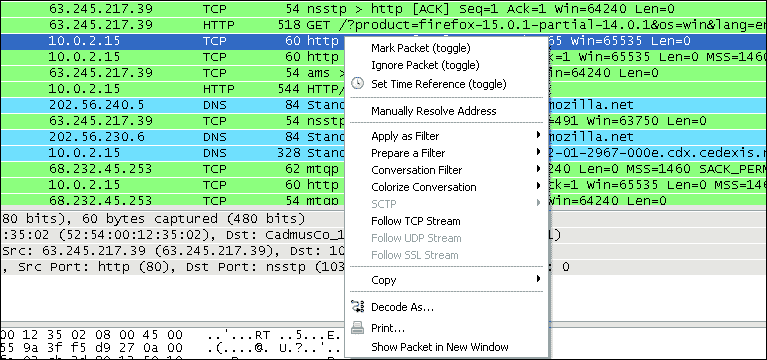 63.245.217.39 TCP 54 nsstp > http [ACK] Seq=1 Ack=1 Win=64240 Len=0
63.245.217.39 HTTP 518 GET /?product=firefox-15.0.1-partial-14.0.1&os=win&lang=en
10.0.2.15 TCP 60 http 65 Win=65535 Len=0
10.0.2.15 TCP 60 http k=1 Win=65535 Len=0 MSS=1460
63.245.217.39 TCP 54 ams > 64240 Len=0
10.0.2.15 HTTP 544 HTTP/
202.56.240.5 DNS 84 Stand mozilla.net
63.245.217.39 TCP 54 nsstp =491 Win=63750 Len=0
202.56.230.6 DNS 84 Stand mozilla.net
10.0.2.15 DNS 328 Stand 2-01-2967-000e.cdx.cedexis.n
68.232.45.253 TCP 62 mtqp 240 Len=0 MSS=1460 SACK_PERM
10.0.2.15 TCP 60 http ck=1 Win=65535 Len=0 MSS=1460
68.232.45.253 TCP 54 mtqp in=64240 Len=0
Mark Packet (toggle)
Ignore Packet (toggle)
Set Time Reference (toggle)
Manually Resolve Address
Apply as Filter
Prepare a Filter
Conversation Filter
Colorize Conversation
SCTP
Follow TCP Stream
Follow UDP Stream
Follow SSL Stream
Copy
Decode As...
Print...
Show Packet in New Window
80 bits), 60 bytes captured (480 bits)
:35:02 (52:54:00:12:35:02), Dst: CadmusCo_1
Src: 63.245.217.39 (63.245.217.39), Dst: 10
, Src Port: http (80), Dst Port: nsstp (103 : 0
00 12 35 02 08 00 45 00 ..'...RT ..5...E.
55 9a 3f f5 d9 27 0a 00